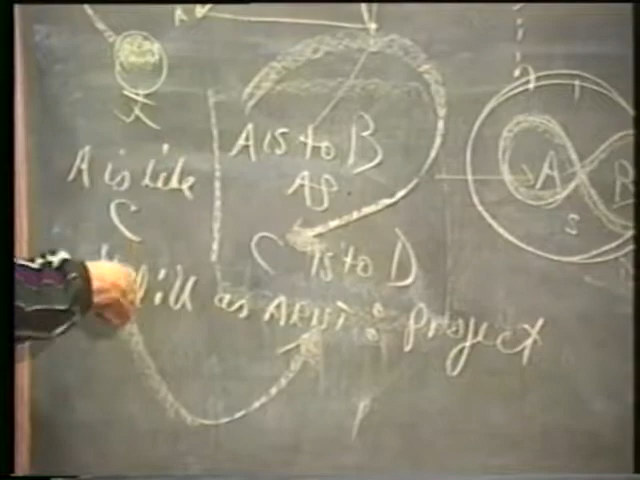 A
A B
A is to B
A is like
As
C
S
C is to D
as : Project